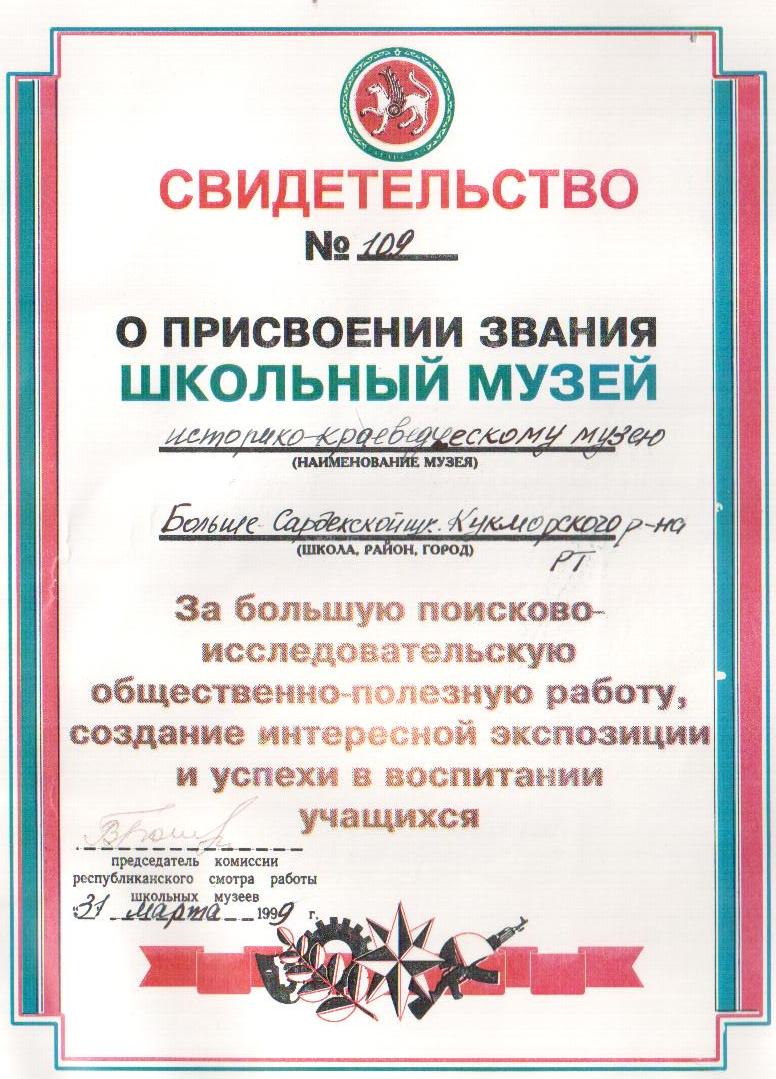 СВИДЕТЕЛЬСТВО
№ 109
О ПРИСВОЕНИИ ЗВАНИЯ
ШКОЛЬНЫЙ МУЗЕЙ
историко-краеведческому музею
(НАИМЕНОВАНИЕ МУЗЕЯ)
Больше-Сардекской шк. Кукморского р-на
(ШКОЛА, РАЙОН, ГОРОД)
РТ
За большую поисково-
исследовательскую
общественно-полезную работу,
создание интересной экспозиции
и успехи в воспитании
учащихся
председатель комиссии
республиканского смотра работы
школьных музеев
"31" марта 1999 г.